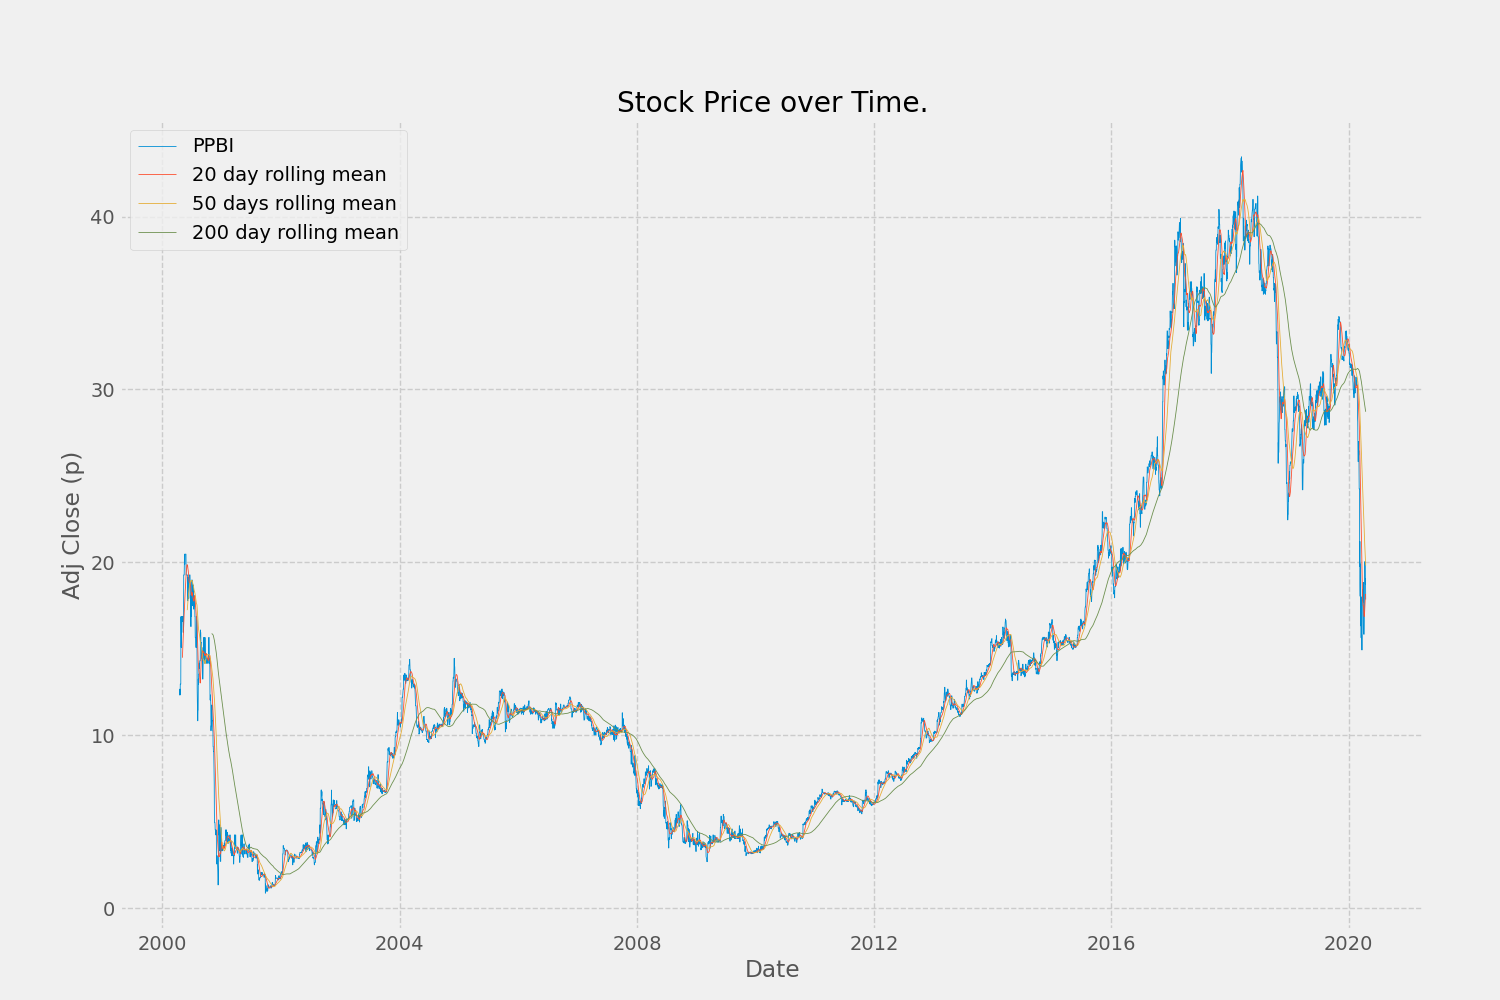 Stock Price over Time.
PPBI
20 day rolling mean
50 days rolling mean
200 day rolling mean
Adj Close (p)
40
30
20
10
0
2000 2004 2008 2012 2016 2020
Date